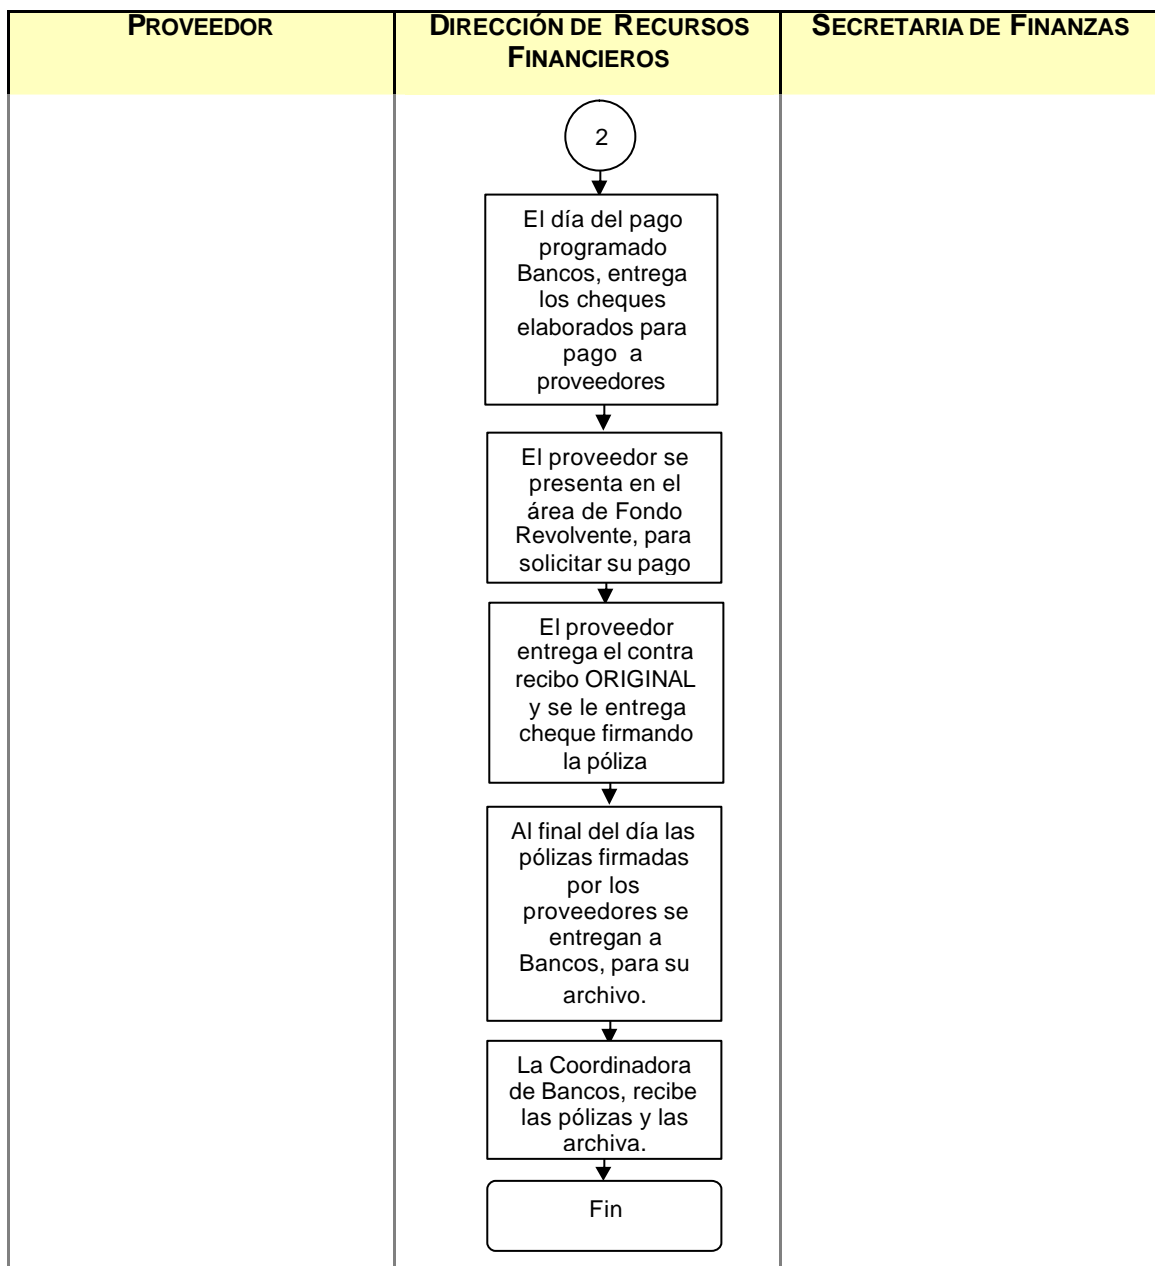 PROVEEDOR
DIRECCIÓN DE RECURSOS
FINANCIEROS
SECRETARIA DE FINANZAS
2
El día del pago
programado
Bancos, entrega
los cheques
elaborados para
pago a
proveedores
El proveedor se
presenta en el
área de Fondo
Revolvente, para
solicitar su pago
El proveedor
entrega el contra
recibo ORIGINAL
y se le entrega
cheque firmando
la póliza
Al final del día las
pólizas firmadas
por los
proveedores se
entregan a
Bancos, para su
archivo.
La Coordinadora
de Bancos, recibe
las pólizas y las
archiva.
Fin